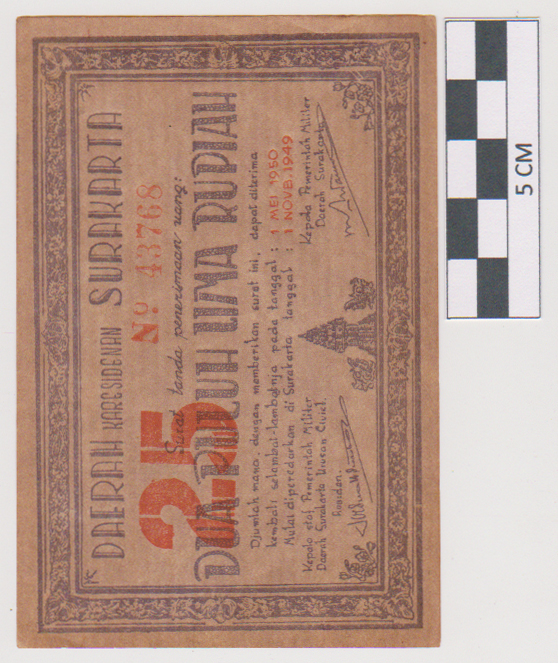 DAERAH KARESIDENAN SURAKARTA
No 43768
Surat tanda penerimaan uang:
25
DUA PULUH LIMA RUPIAH
Djumlah mana, dengan memberikan surat ini, dapat diterima
kembali selambat-lambatnja pada tanggal : 1 MEI. 1950
Mulai diperedarkan di Surakarta tanggal : 1 NOVB. 1949
Kepala staf Pemerintah Militer
Daerah Surakarta Urusan Civiel.
Residen.
Kepala Pemerintah Militer
Daerah Surakarta
5 CM